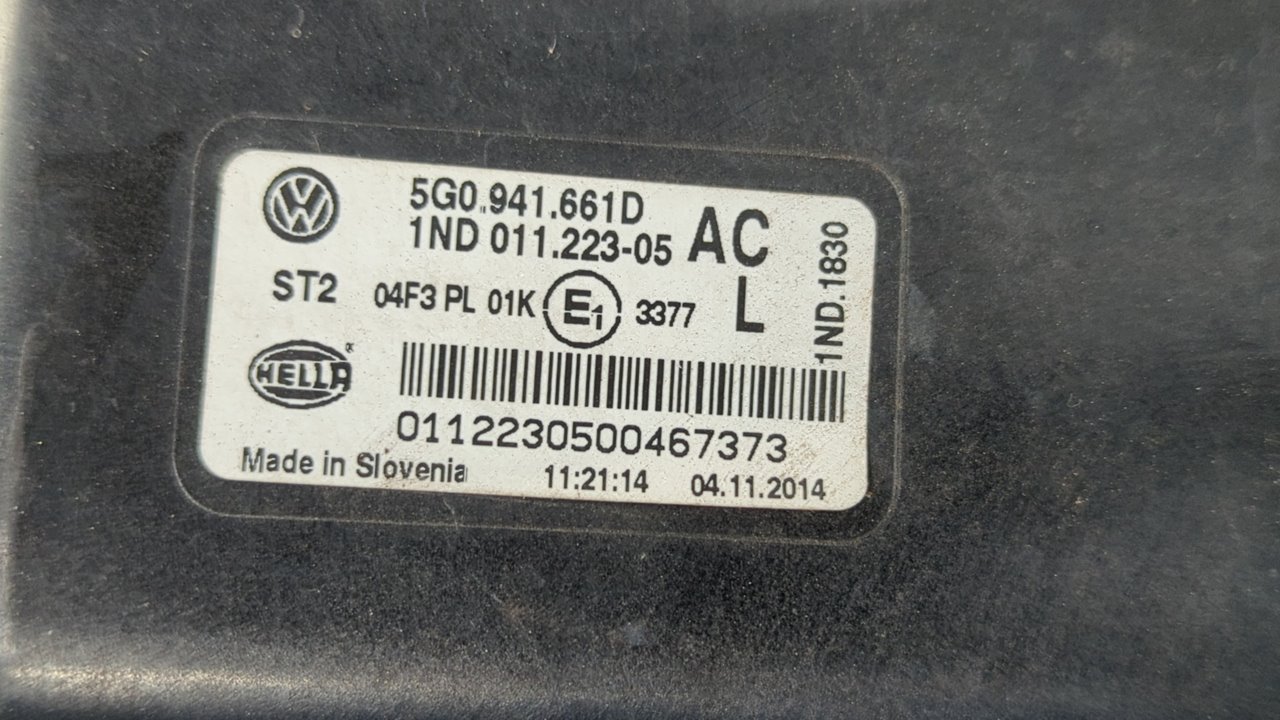 5G0.941.661D
1ND 011.223-05 AC
ST2 04F3 PL 01K E1 3377 L
1ND.1830
HELLA
0112230500467373
Made in Slovenia 11:21:14 04.11.2014